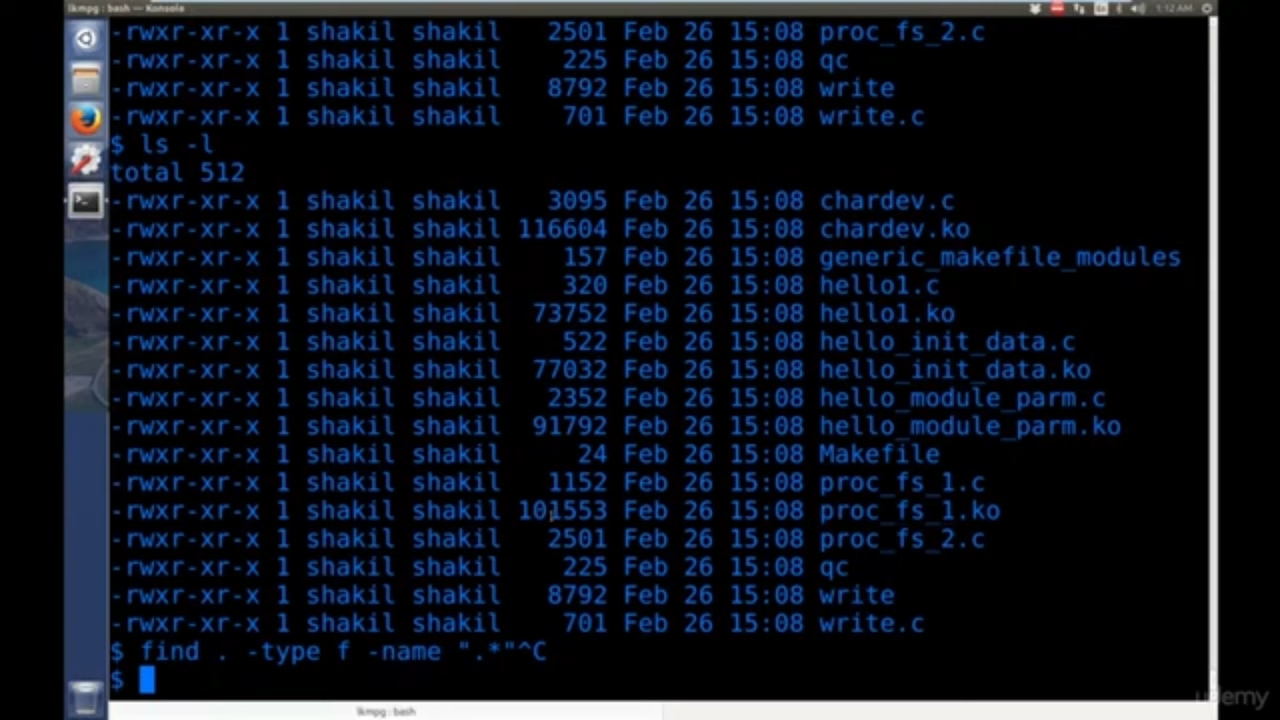 lkmpg : bash — Konsole
1:12 AM
-rwxr-xr-x 1 shakil shakil 2501 Feb 26 15:08 proc_fs_2.c
-rwxr-xr-x 1 shakil shakil 225 Feb 26 15:08 qc
-rwxr-xr-x 1 shakil shakil 8792 Feb 26 15:08 write
-rwxr-xr-x 1 shakil shakil 701 Feb 26 15:08 write.c
$ ls -l
total 512
-rwxr-xr-x 1 shakil shakil 3095 Feb 26 15:08 chardev.c
-rwxr-xr-x 1 shakil shakil 116604 Feb 26 15:08 chardev.ko
-rwxr-xr-x 1 shakil shakil 157 Feb 26 15:08 generic_makefile_modules
-rwxr-xr-x 1 shakil shakil 320 Feb 26 15:08 hello1.c
-rwxr-xr-x 1 shakil shakil 73752 Feb 26 15:08 hello1.ko
-rwxr-xr-x 1 shakil shakil 522 Feb 26 15:08 hello_init_data.c
-rwxr-xr-x 1 shakil shakil 77032 Feb 26 15:08 hello_init_data.ko
-rwxr-xr-x 1 shakil shakil 2352 Feb 26 15:08 hello_module_parm.c
-rwxr-xr-x 1 shakil shakil 91792 Feb 26 15:08 hello_module_parm.ko
-rwxr-xr-x 1 shakil shakil 24 Feb 26 15:08 Makefile
-rwxr-xr-x 1 shakil shakil 1152 Feb 26 15:08 proc_fs_1.c
-rwxr-xr-x 1 shakil shakil 101553 Feb 26 15:08 proc_fs_1.ko
-rwxr-xr-x 1 shakil shakil 2501 Feb 26 15:08 proc_fs_2.c
-rwxr-xr-x 1 shakil shakil 225 Feb 26 15:08 qc
-rwxr-xr-x 1 shakil shakil 8792 Feb 26 15:08 write
-rwxr-xr-x 1 shakil shakil 701 Feb 26 15:08 write.c
$ find . -type f -name ".*"^C
$
udemy
lkmpg : bash